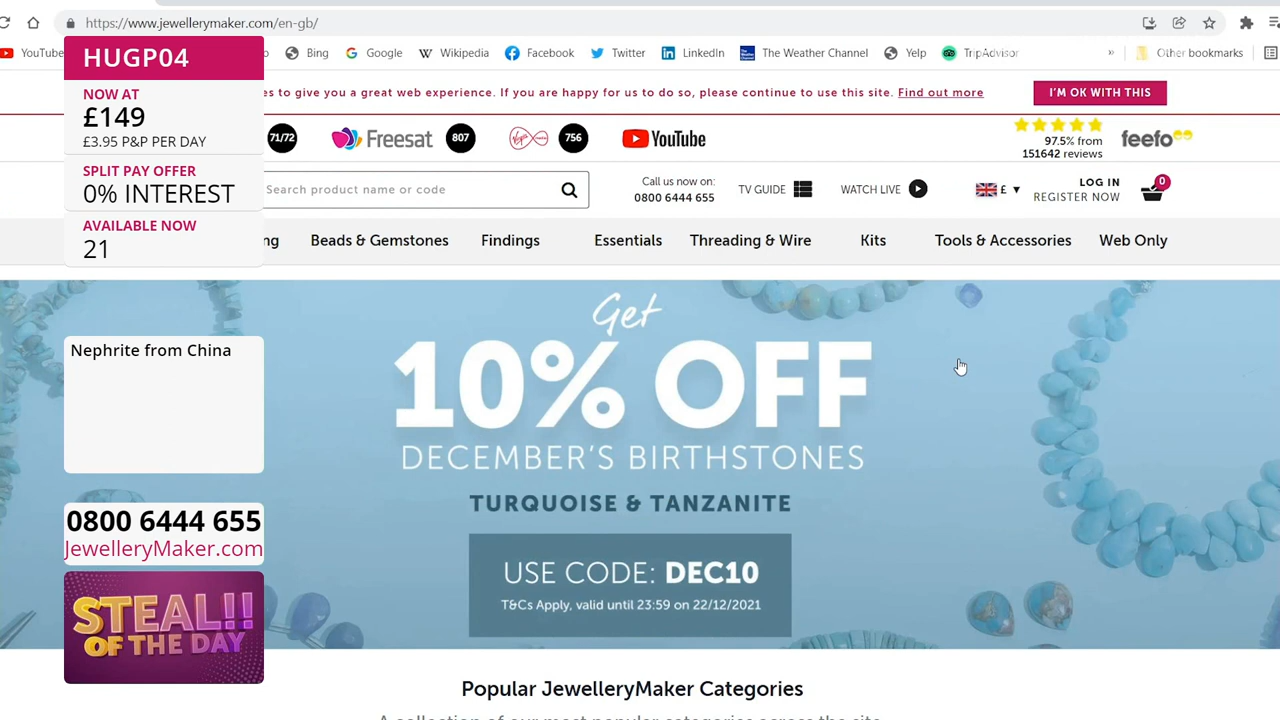 https://www.jewellerymaker.com/en-gb/
YouTube
Bing
Google
Wikipedia
Facebook
Twitter
LinkedIn
The Weather Channel
Yelp
TripAdvisor
»
Other bookmarks
HUGP04
NOW AT
£149
£3.95 P&P PER DAY
SPLIT PAY OFFER
0% INTEREST
AVAILABLE NOW
21
es to give you a great web experience. If you are happy for us to do so, please continue to use this site. Find out more
I'M OK WITH THIS
71/72
Freesat
807
Virgin media
756
YouTube
97.5% from
151642 reviews
feefo
Search product name or code
Call us now on:
0800 6444 655
TV GUIDE
WATCH LIVE
£ ▼
LOG IN
REGISTER NOW
0
ng
Beads & Gemstones
Findings
Essentials
Threading & Wire
Kits
Tools & Accessories
Web Only
Get
10% OFF
DECEMBER'S BIRTHSTONES
TURQUOISE & TANZANITE
USE CODE: DEC10
T&Cs Apply, valid until 23:59 on 22/12/2021
Nephrite from China
0800 6444 655
JewelleryMaker.com
STEAL!!
OF THE DAY
Popular JewelleryMaker Categories
A collection of our most popular categories across the site